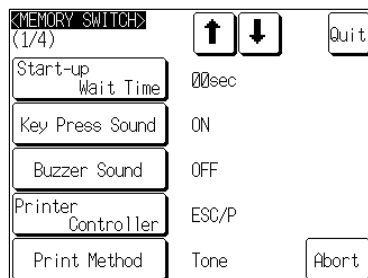 <MEMORY SWITCH>
(1/4)
Quit
Start-up
Wait Time
00sec
Key Press Sound
ON
Buzzer Sound
OFF
Printer
Controller
ESC/P
Print Method
Tone
Abort